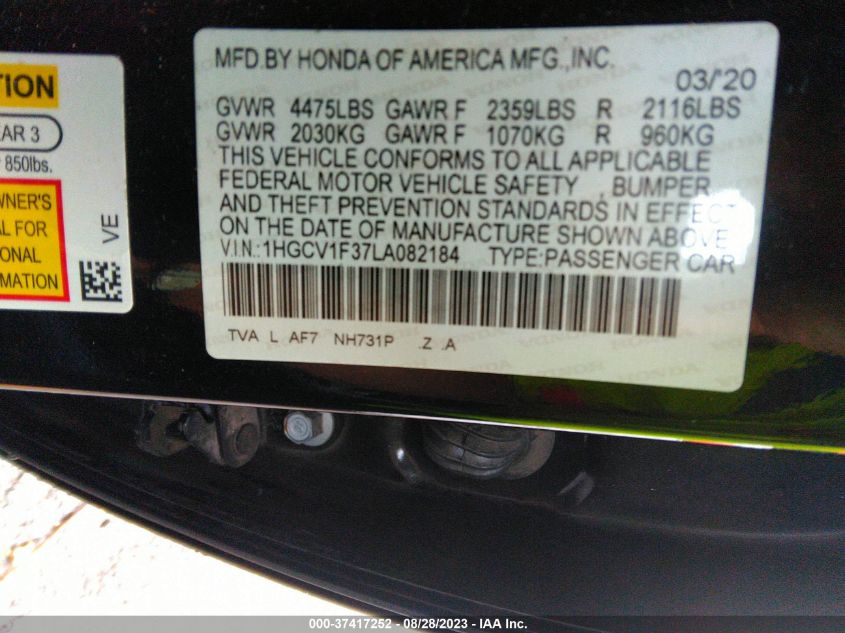 TION
EAR 3
850lbs.
WNER'S
AL FOR
ONAL
MATION
VE
MFD.BY HONDA OF AMERICA MFG.,INC.
03/'20
GVWR 4475LBS GAWR F 2359LBS R 2116LBS
GVWR 2030KG GAWR F 1070KG R 960KG
THIS VEHICLE CONFORMS TO ALL APPLICABLE
FEDERAL MOTOR VEHICLE SAFETY , BUMPER
AND THEFT PREVENTION STANDARDS IN EFFECT
ON THE DATE OF MANUFACTURE SHOWN ABOVE
V.I.N.:1HGCV1F37LA082184 TYPE:PASSENGER CAR
TVA L AF7 NH731P .Z .A
000-37417252 - 08/28/2023 - IAA Inc.